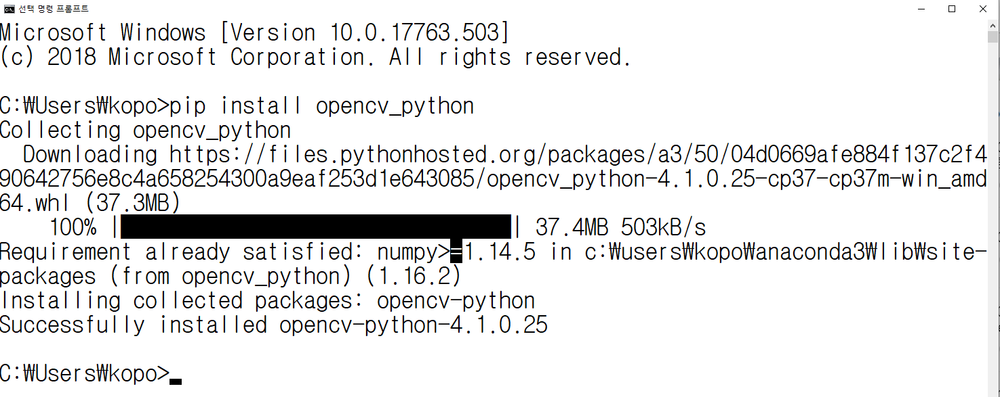 선택 명령 프롬프트
Microsoft Windows [Version 10.0.17763.503]
(c) 2018 Microsoft Corporation. All rights reserved.
C:₩Users₩kopo>pip install opencv_python
Collecting opencv_python
Downloading https://files.pythonhosted.org/packages/a3/50/04d0669afe884f137c2f4
90642756e8c4a658254300a9eaf253d1e643085/opencv_python-4.1.0.25-cp37-cp37m-win_amd
64.whl (37.3MB)
100% |████████████████████████████████| 37.4MB 503kB/s
Requirement already satisfied: numpy>=1.14.5 in c:₩users₩kopo₩anaconda3₩lib₩site-
packages (from opencv_python) (1.16.2)
Installing collected packages: opencv-python
Successfully installed opencv-python-4.1.0.25
C:₩Users₩kopo>